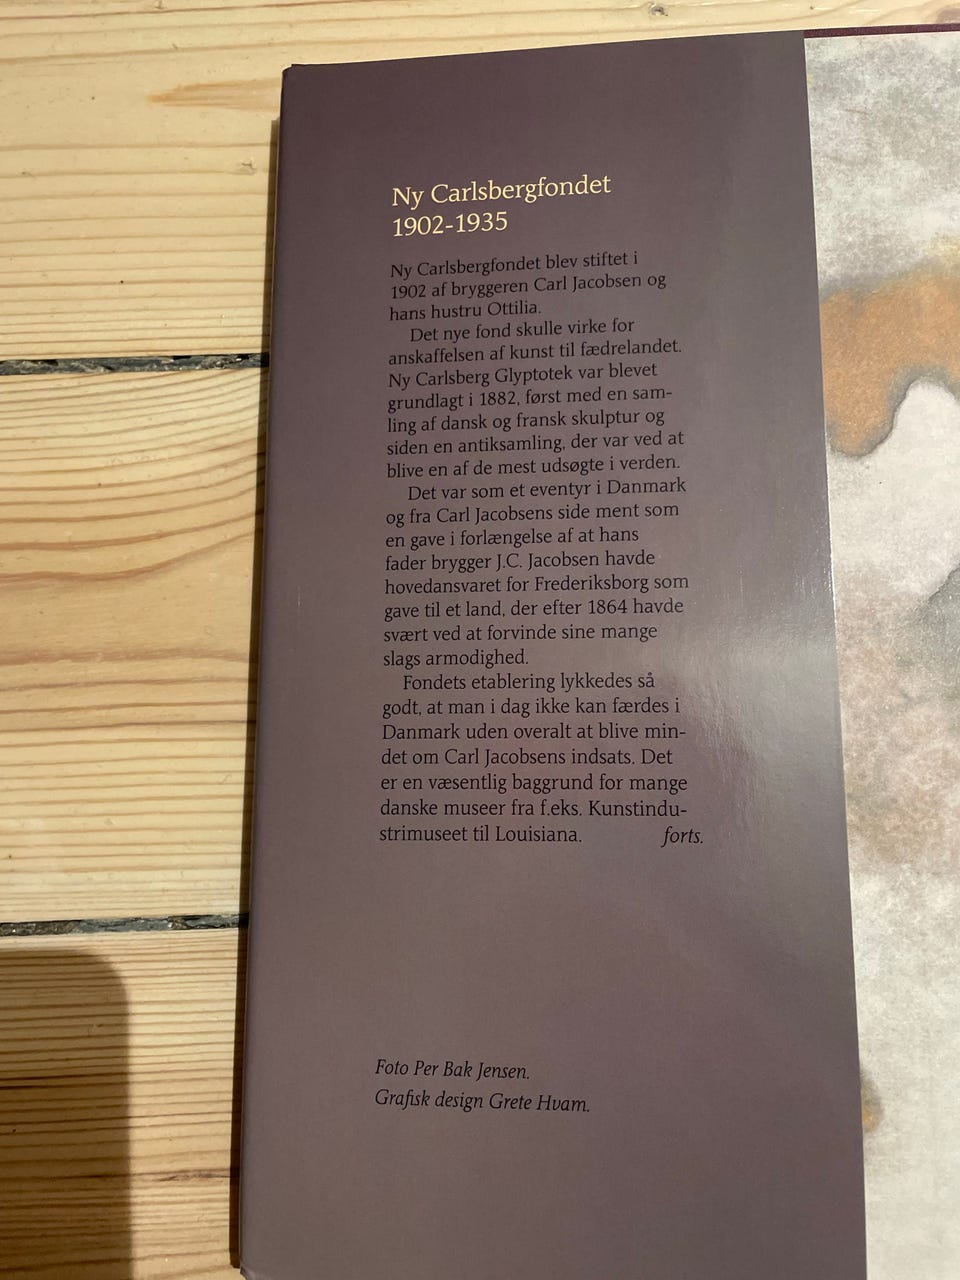 Ny Carlsbergfondet
1902-1935
Ny Carlsbergfondet blev stiftet i
1902 af bryggeren Carl Jacobsen og
hans hustru Ottilia.
Det nye fond skulle virke for
anskaffelsen af kunst til fædrelandet.
Ny Carlsberg Glyptotek var blevet
grundlagt i 1882, først med en sam-
ling af dansk og fransk skulptur og
siden en antiksamling, der var ved at
blive en af de mest udsøgte i verden.
Det var som et eventyr i Danmark
og fra Carl Jacobsens side ment som
en gave i forlængelse af at hans
fader brygger J.C. Jacobsen havde
hovedansvaret for Frederiksborg som
gave til et land, der efter 1864 havde
svært ved at forvinde sine mange
slags armodighed.
Fondets etablering lykkedes så
godt, at man i dag ikke kan færdes i
Danmark uden overalt at blive min-
det om Carl Jacobsens indsats. Det
er en væsentlig baggrund for mange
danske museer fra f.eks. Kunstindu-
strimuseet til Louisiana. forts.
Foto Per Bak Jensen.
Grafisk design Grete Hvam.